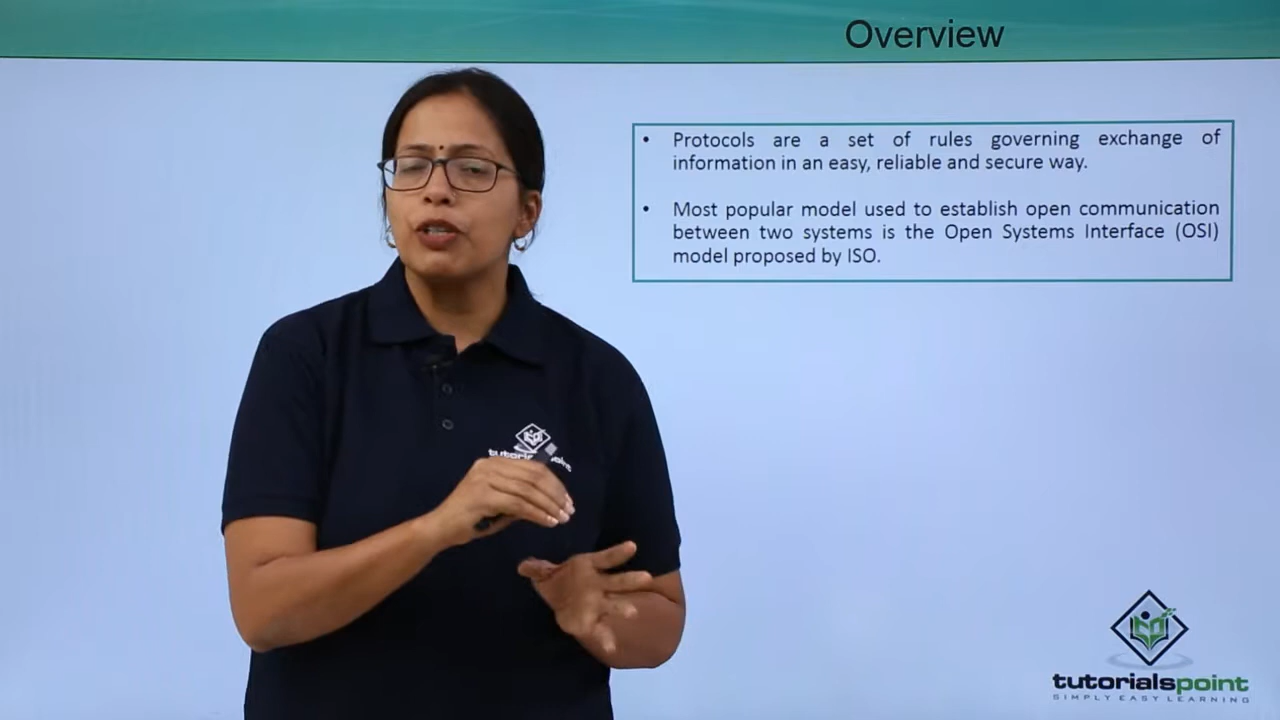 Overview
• Protocols are a set of rules governing exchange of
information in an easy, reliable and secure way.
• Most popular model used to establish open communication
between two systems is the Open Systems Interface (OSI)
model proposed by ISO.
tutorialspoint
SIMPLY EASY LEARNING